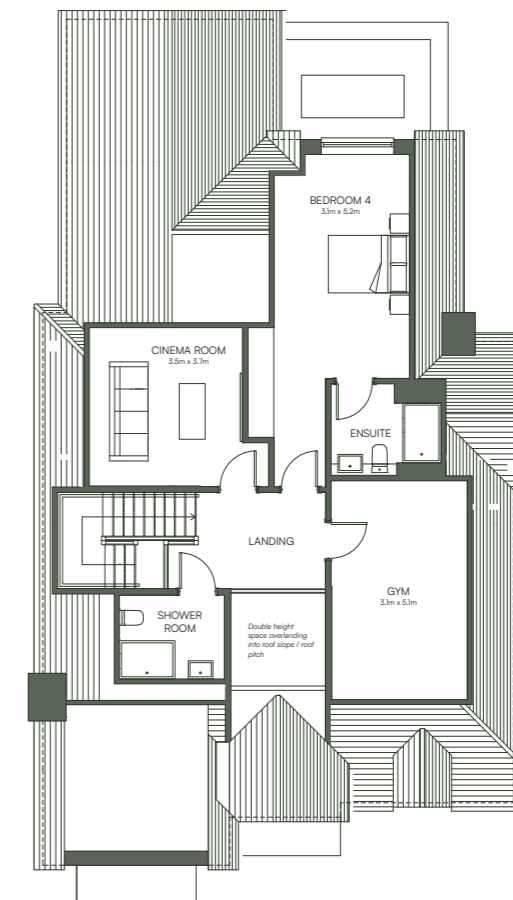 BEDROOM 4
3.1m x 5.2m
CINEMA ROOM
3.5m x 3.7m
ENSUITE
LANDING
GYM
3.1m x 5.1m
SHOWER
ROOM
Double height
space overlanding
into roof slope / roof
pitch